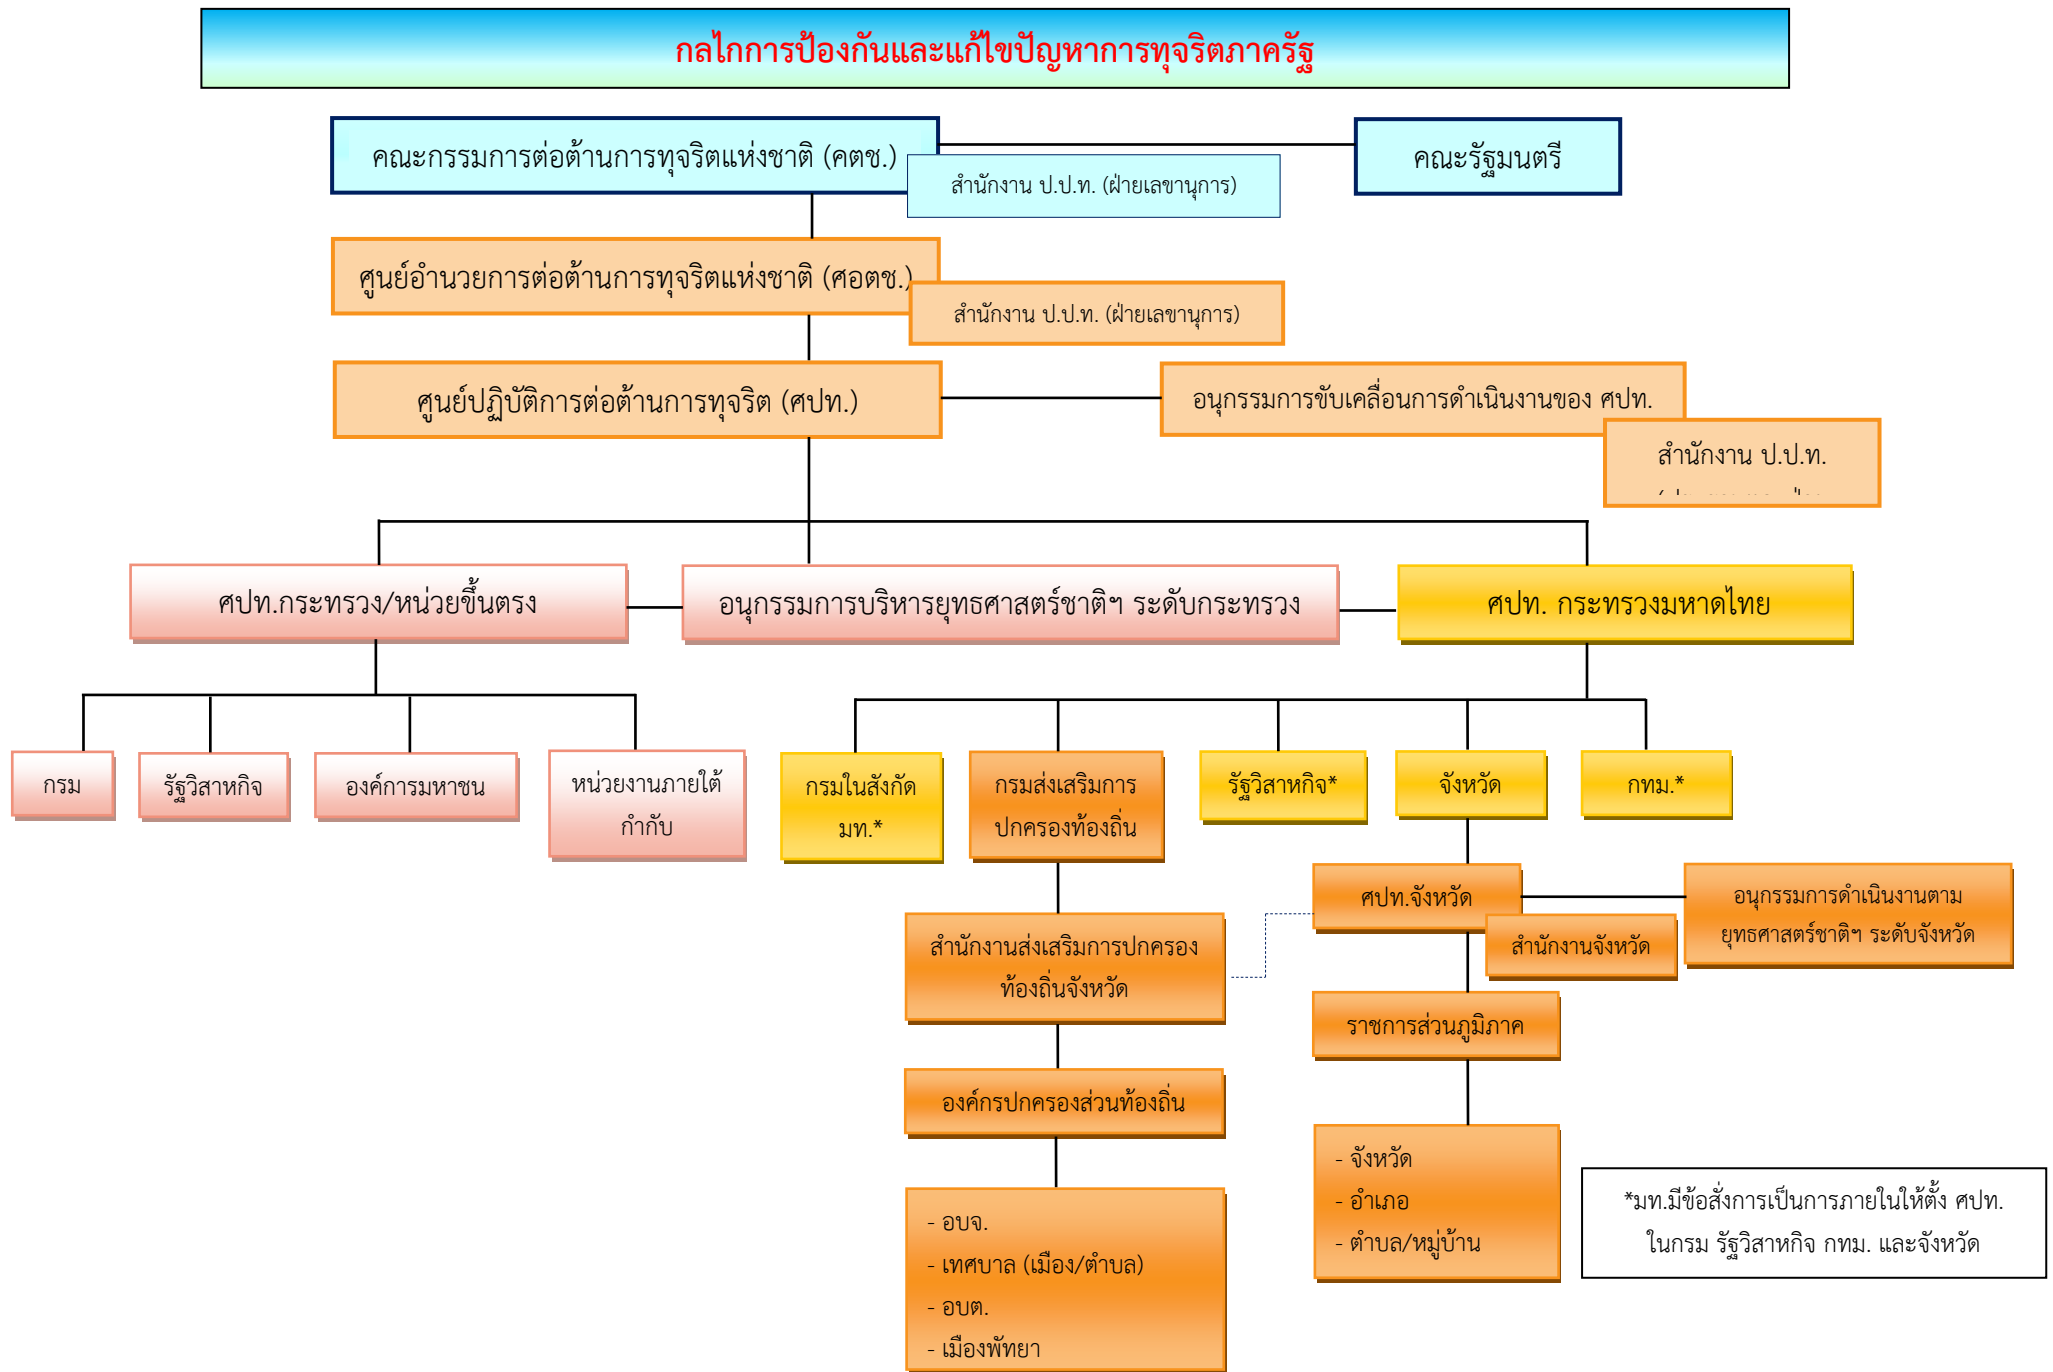 กลไกการป้องกันและแก้ไขปัญหาการทุจริตภาครัฐ
คณะกรรมการต่อต้านการทุจริตแห่งชาติ (คตช.)
คณะรัฐมนตรี
สำนักงาน ป.ป.ท. (ฝ่ายเลขานุการ)
ศูนย์อำนวยการต่อต้านการทุจริตแห่งชาติ (ศอตช.)
สำนักงาน ป.ป.ท. (ฝ่ายเลขานุการ)
ศูนย์ปฏิบัติการต่อต้านการทุจริต (ศปท.)
อนุกรรมการขับเคลื่อนการดำเนินงานของ ศปท.
สำนักงาน ป.ป.ท.
ศปท.กระทรวง/หน่วยขึ้นตรง
อนุกรรมการบริหารยุทธศาสตร์ชาติฯ ระดับกระทรวง
ศปท. กระทรวงมหาดไทย
กรม
รัฐวิสาหกิจ
องค์การมหาชน
หน่วยงานภายใต้
กำกับ
กรมในสังกัด
มท.*
กรมส่งเสริมการ
ปกครองท้องถิ่น
รัฐวิสาหกิจ*
จังหวัด
กทม.*
ศปท.จังหวัด
สำนักงานจังหวัด
อนุกรรมการดำเนินงานตาม
ยุทธศาสตร์ชาติฯ ระดับจังหวัด
สำนักงานส่งเสริมการปกครอง
ท้องถิ่นจังหวัด
ราชการส่วนภูมิภาค
องค์กรปกครองส่วนท้องถิ่น
- จังหวัด
- อำเภอ
- ตำบล/หมู่บ้าน
*มท.มีข้อสั่งการเป็นการภายในให้ตั้ง ศปท.
ในกรม รัฐวิสาหกิจ กทม. และจังหวัด
- อบจ.
- เทศบาล (เมือง/ตำบล)
- อบต.
- เมืองพัทยา